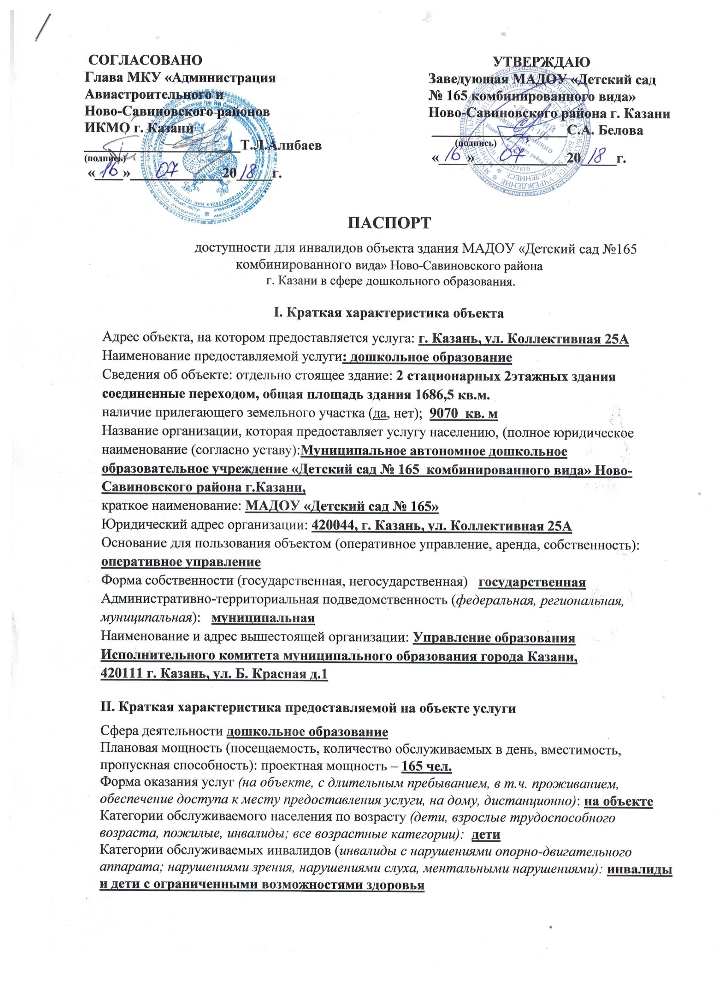 СОГЛАСОВАНО
Глава МКУ «Администрация
Авиастроительного и
Ново-Савиновского районов
ИКМО г. Казани
______________________Т.Л.Алибаев
(подпись)
«16» 07 2018 г.
УТВЕРЖДАЮ
Заведующая МАДОУ «Детский сад
№ 165 комбинированного вида»
Ново-Савиновского района г. Казани
___________________С.А. Белова
(подпись)
«16» 07 2018 г.
ПАСПОРТ
доступности для инвалидов объекта здания МАДОУ «Детский сад №165
комбинированного вида» Ново-Савиновского района
г. Казани в сфере дошкольного образования.
I. Краткая характеристика объекта
Адрес объекта, на котором предоставляется услуга: г. Казань, ул. Коллективная 25А
Наименование предоставляемой услуги: дошкольное образование
Сведения об объекте: отдельно стоящее здание: 2 стационарных 2этажных здания
соединенные переходом, общая площадь здания 1686,5 кв.м.
наличие прилегающего земельного участка (да, нет); 9070 кв. м
Название организации, которая предоставляет услугу населению, (полное юридическое
наименование (согласно уставу):Муниципальное автономное дошкольное
образовательное учреждение «Детский сад № 165 комбинированного вида» Ново-
Савиновского района г.Казани,
краткое наименование: МАДОУ «Детский сад № 165»
Юридический адрес организации: 420044, г. Казань, ул. Коллективная 25А
Основание для пользования объектом (оперативное управление, аренда, собственность):
оперативное управление
Форма собственности (государственная, негосударственная) государственная
Административно-территориальная подведомственность (федеральная, региональная,
муниципальная): муниципальная
Наименование и адрес вышестоящей организации: Управление образования
Исполнительного комитета муниципального образования города Казани,
420111 г. Казань, ул. Б. Красная д.1
II. Краткая характеристика предоставляемой на объекте услуги
Сфера деятельности дошкольное образование
Плановая мощность (посещаемость, количество обслуживаемых в день, вместимость,
пропускная способность): проектная мощность – 165 чел.
Форма оказания услуг (на объекте, с длительным пребыванием, в т.ч. проживанием,
обеспечение доступа к месту предоставления услуги, на дому, дистанционно): на объекте
Категории обслуживаемого населения по возрасту (дети, взрослые трудоспособного
возраста, пожилые, инвалиды; все возрастные категории): дети
Категории обслуживаемых инвалидов (инвалиды с нарушениями опорно-двигательного
аппарата; нарушениями зрения, нарушениями слуха, ментальными нарушениями): инвалиды
и дети с ограниченными возможностями здоровья